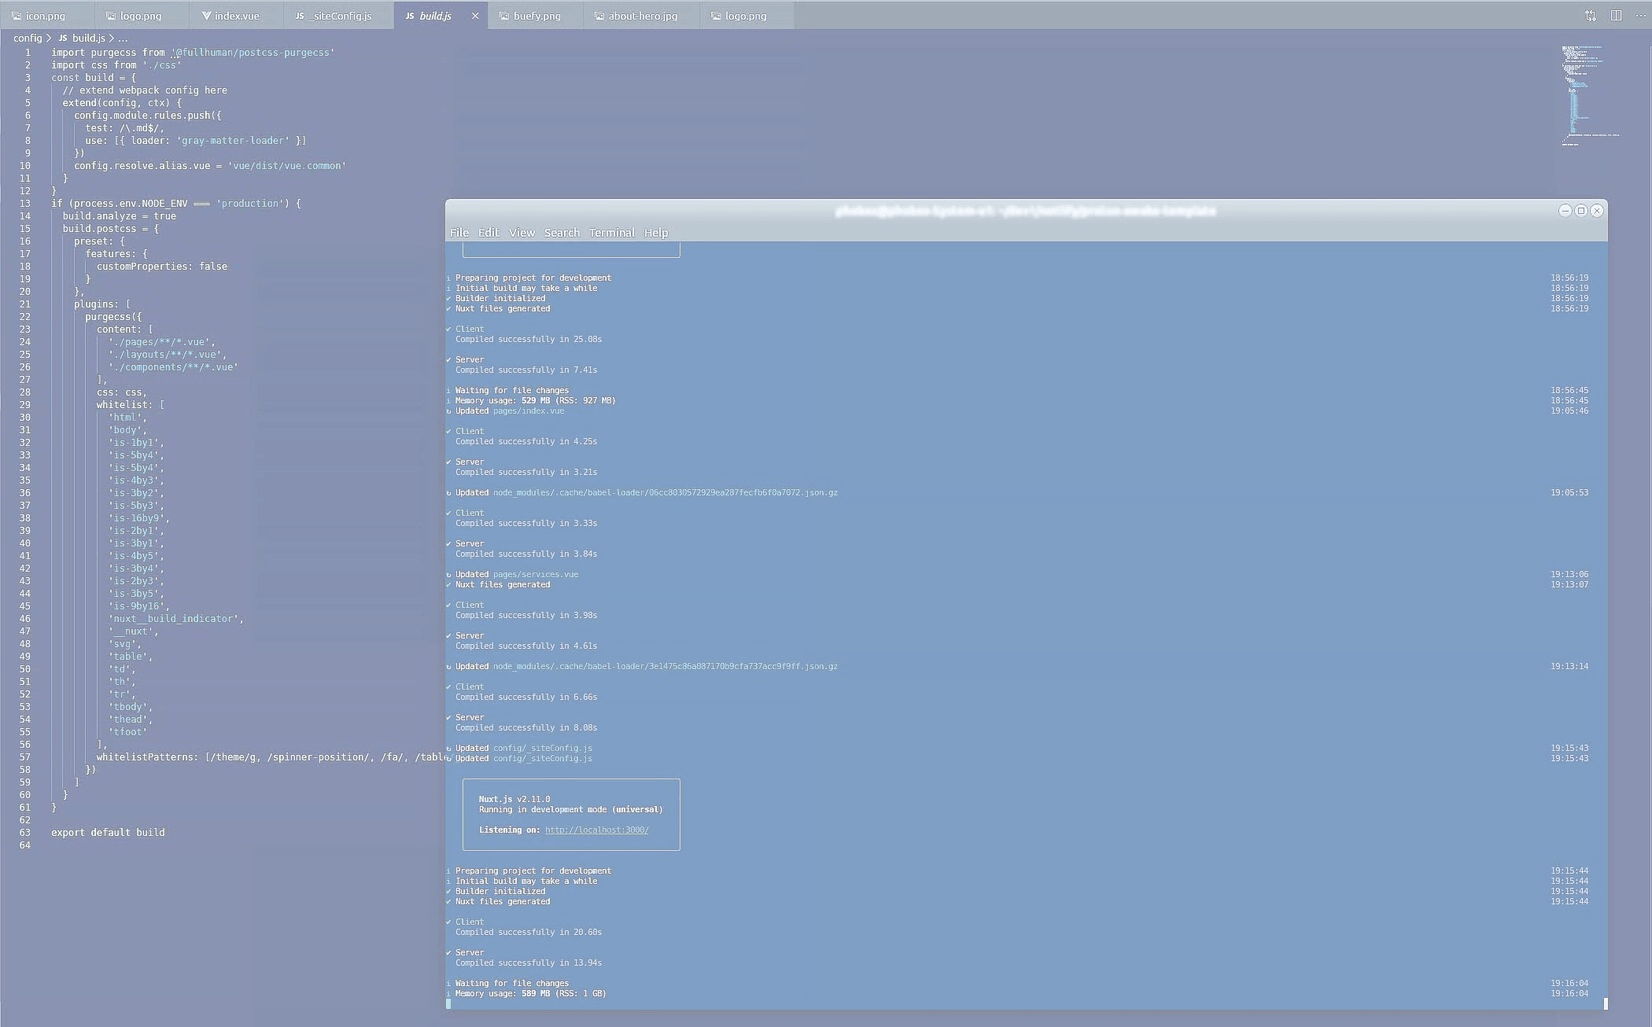 icon.png
logo.png
index.vue
JS _siteConfig.js
JS build.js
buefy.png
about-hero.jpg
logo.png
config > JS build.js > ...
1 import purgecss from '@fullhuman/postcss-purgecss'
2 import css from './css'
3 const build = {
4 // extend webpack config here
5 extend(config, ctx) {
6 config.module.rules.push({
7 test: /\.md$/,
8 use: [{ loader: 'gray-matter-loader' }]
9 })
10 config.resolve.alias.vue = 'vue/dist/vue.common'
11 }
12 }
13 if (process.env.NODE_ENV === 'production') {
14 build.analyze = true
15 build.postcss = {
16 preset: {
17 features: {
18 customProperties: false
19 }
20 },
21 plugins: [
22 purgecss({
23 content: [
24 './pages/**/*.vue',
25 './layouts/**/*.vue',
26 './components/**/*.vue'
27 ],
28 css: css,
29 whitelist: [
30 'html',
31 'body',
32 'is-1by1',
33 'is-5by4',
34 'is-5by4',
35 'is-4by3',
36 'is-3by2',
37 'is-5by3',
38 'is-16by9',
39 'is-2by1',
40 'is-3by1',
41 'is-4by5',
42 'is-3by4',
43 'is-2by3',
44 'is-3by5',
45 'is-9by16',
46 'nuxt__build_indicator',
47 '__nuxt',
48 'svg',
49 'table',
50 'td',
51 'th',
52 'tr',
53 'tbody',
54 'thead',
55 'tfoot'
56 ],
57 whitelistPatterns: [/theme/g, /spinner-position/, /fa/, /table
58 })
59 ]
60 }
61 }
62
63 export default build
64
File Edit View Search Terminal Help
i Preparing project for development 18:56:19
i Initial build may take a while 18:56:19
✔ Builder initialized 18:56:19
✔ Nuxt files generated 18:56:19
✔ Client
Compiled successfully in 25.08s
✔ Server
Compiled successfully in 7.41s
i Waiting for file changes 18:56:45
i Memory usage: 529 MB (RSS: 927 MB) 18:56:45
↻ Updated pages/index.vue 19:05:46
✔ Client
Compiled successfully in 4.25s
✔ Server
Compiled successfully in 3.21s
↻ Updated node_modules/.cache/babel-loader/06cc8030572929ea287fecfb6f0a7072.json.gz 19:05:53
✔ Client
Compiled successfully in 3.33s
✔ Server
Compiled successfully in 3.84s
↻ Updated pages/services.vue 19:13:06
✔ Nuxt files generated 19:13:07
✔ Client
Compiled successfully in 3.98s
✔ Server
Compiled successfully in 4.61s
↻ Updated node_modules/.cache/babel-loader/3e1475c86a087170b9cfa737acc9f9ff.json.gz 19:13:14
✔ Client
Compiled successfully in 6.66s
✔ Server
Compiled successfully in 8.08s
↻ Updated config/_siteConfig.js 19:15:43
↻ Updated config/_siteConfig.js 19:15:43
Nuxt.js v2.11.0
Running in development mode (universal)
Listening on: http://localhost:3000/
i Preparing project for development 19:15:44
i Initial build may take a while 19:15:44
✔ Builder initialized 19:15:44
✔ Nuxt files generated 19:15:44
✔ Client
Compiled successfully in 20.60s
✔ Server
Compiled successfully in 13.94s
i Waiting for file changes 19:16:04
i Memory usage: 589 MB (RSS: 1 GB) 19:16:04